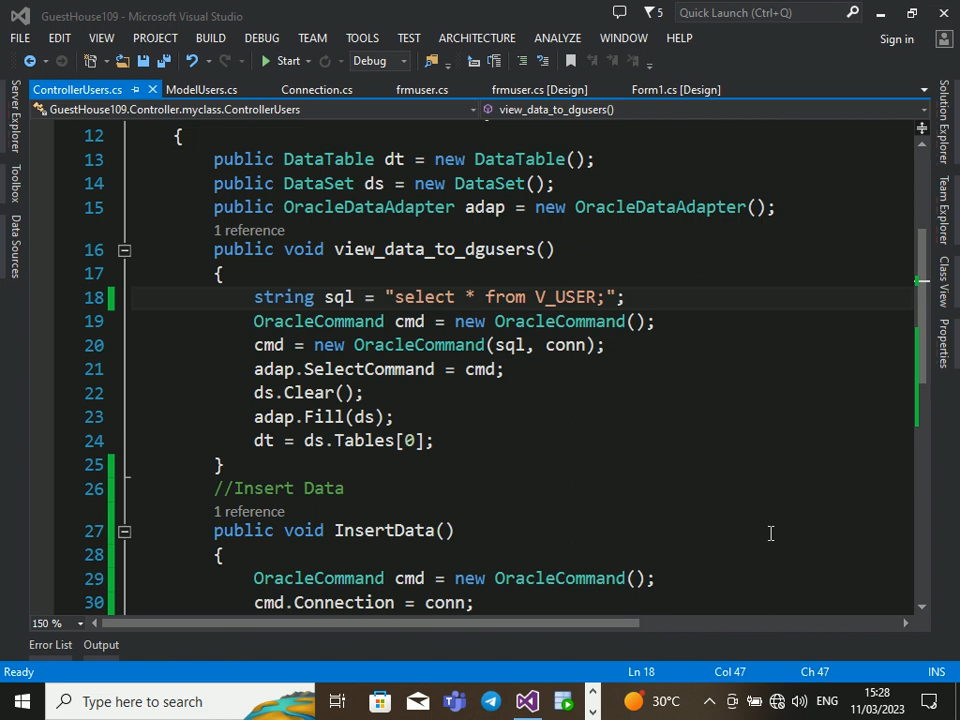 GuestHouse109 - Microsoft Visual Studio
5
Quick Launch (Ctrl+Q)
FILE EDIT VIEW PROJECT BUILD DEBUG TEAM TOOLS TEST ARCHITECTURE ANALYZE WINDOW HELP
Sign in
Start
Debug
ControllerUsers.cs ModelUsers.cs Connection.cs frmuser.cs frmuser.cs [Design] Form1.cs [Design]
GuestHouse109.Controller.myclass.ControllerUsers
view_data_to_dgusers()
Server Explorer
Toolbox
Data Sources
12 {
13 public DataTable dt = new DataTable();
14 public DataSet ds = new DataSet();
15 public OracleDataAdapter adap = new OracleDataAdapter();
1 reference
16 public void view_data_to_dgusers()
17 {
18 string sql = "select * from V_USER;";
19 OracleCommand cmd = new OracleCommand();
20 cmd = new OracleCommand(sql, conn);
21 adap.SelectCommand = cmd;
22 ds.Clear();
23 adap.Fill(ds);
24 dt = ds.Tables[0];
25 }
26 //Insert Data
1 reference
27 public void InsertData()
28 {
29 OracleCommand cmd = new OracleCommand();
30 cmd.Connection = conn;
Solution Explorer
Team Explorer
Class View
Properties
150 %
Error List Output
Ready
Ln 18 Col 47 Ch 47 INS
Type here to search
30°C
ENG
15:28
11/03/2023